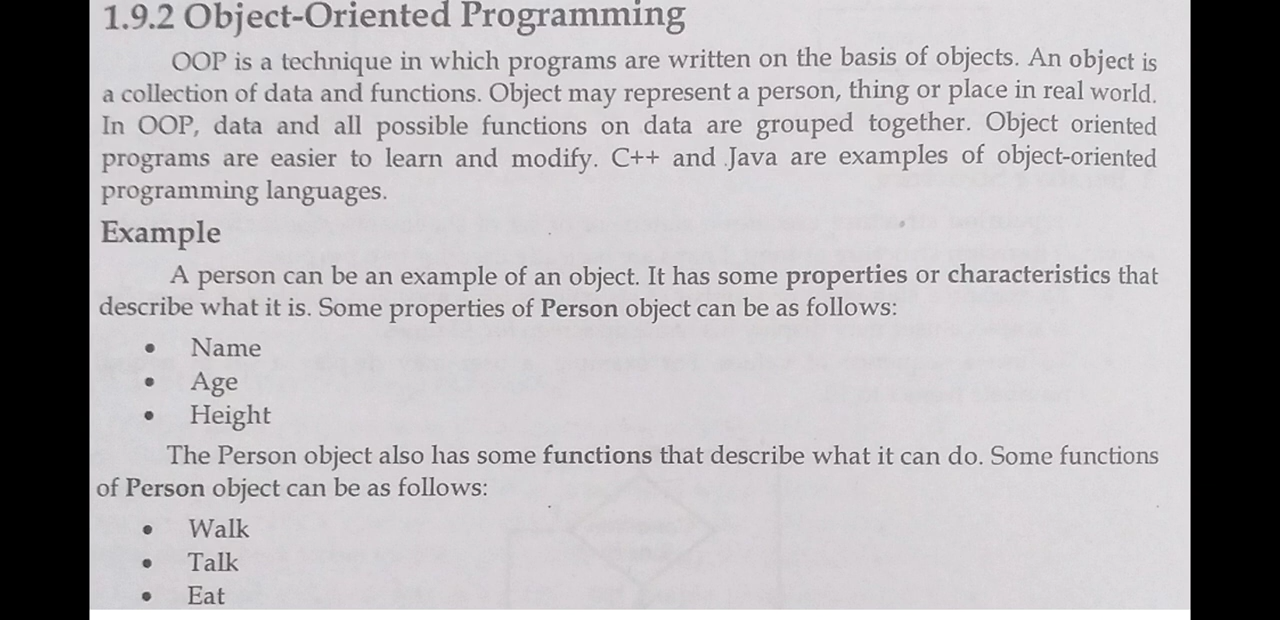 1.9.2 Object-Oriented Programming
OOP is a technique in which programs are written on the basis of objects. An object is
a collection of data and functions. Object may represent a person, thing or place in real world.
In OOP, data and all possible functions on data are grouped together. Object oriented
programs are easier to learn and modify. C++ and Java are examples of object-oriented
programming languages.
Example
A person can be an example of an object. It has some properties or characteristics that
describe what it is. Some properties of Person object can be as follows:
• Name
• Age
• Height
The Person object also has some functions that describe what it can do. Some functions
of Person object can be as follows:
• Walk
• Talk
• Eat